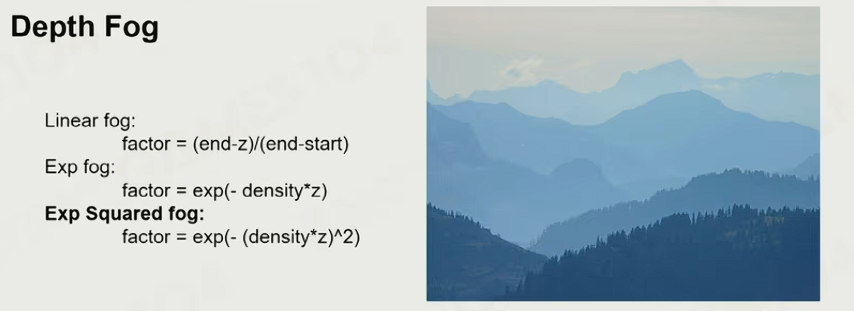 Depth Fog
Linear fog:
factor = (end-z)/(end-start)
Exp fog:
factor = exp(- density*z)
Exp Squared fog:
factor = exp(- (density*z)^2)